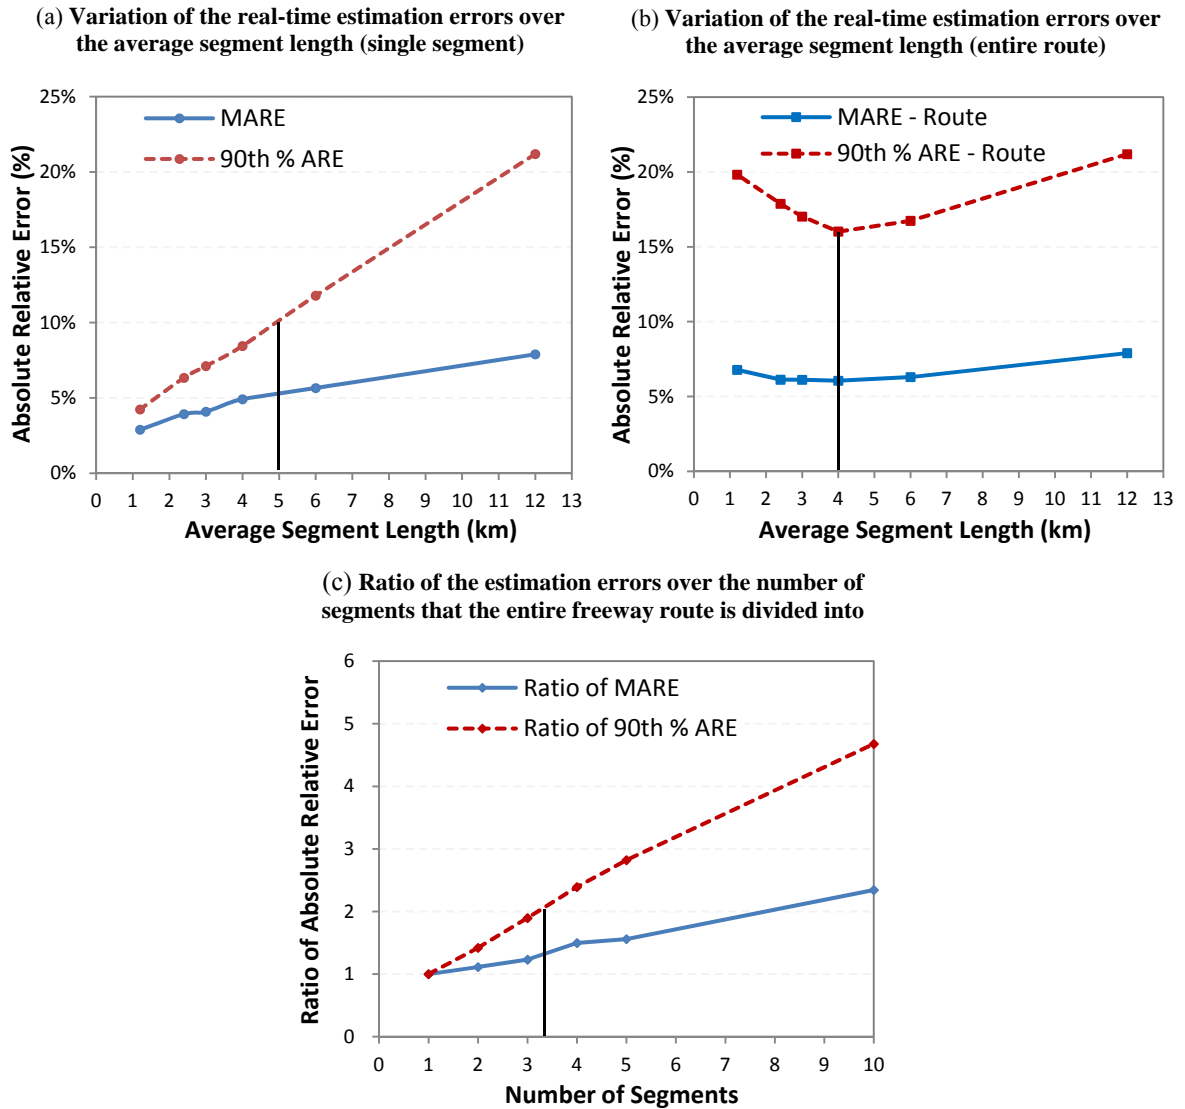 (a) Variation of the real-time estimation errors over
the average segment length (single segment)
25%
20%
15%
10%
5%
0%
Absolute Relative Error (%)
MARE
90th % ARE
0 1 2 3 4 5 6 7 8 9 10 11 12 13
Average Segment Length (km)
(b) Variation of the real-time estimation errors over
the average segment length (entire route)
25%
20%
15%
10%
5%
0%
Absolute Relative Error (%)
MARE - Route
90th % ARE - Route
0 1 2 3 4 5 6 7 8 9 10 11 12 13
Average Segment Length (km)
(c) Ratio of the estimation errors over the number of
segments that the entire freeway route is divided into
6
5
4
3
2
1
0
Ratio of Absolute Relative Error
Ratio of MARE
Ratio of 90th % ARE
0 1 2 3 4 5 6 7 8 9 10
Number of Segments